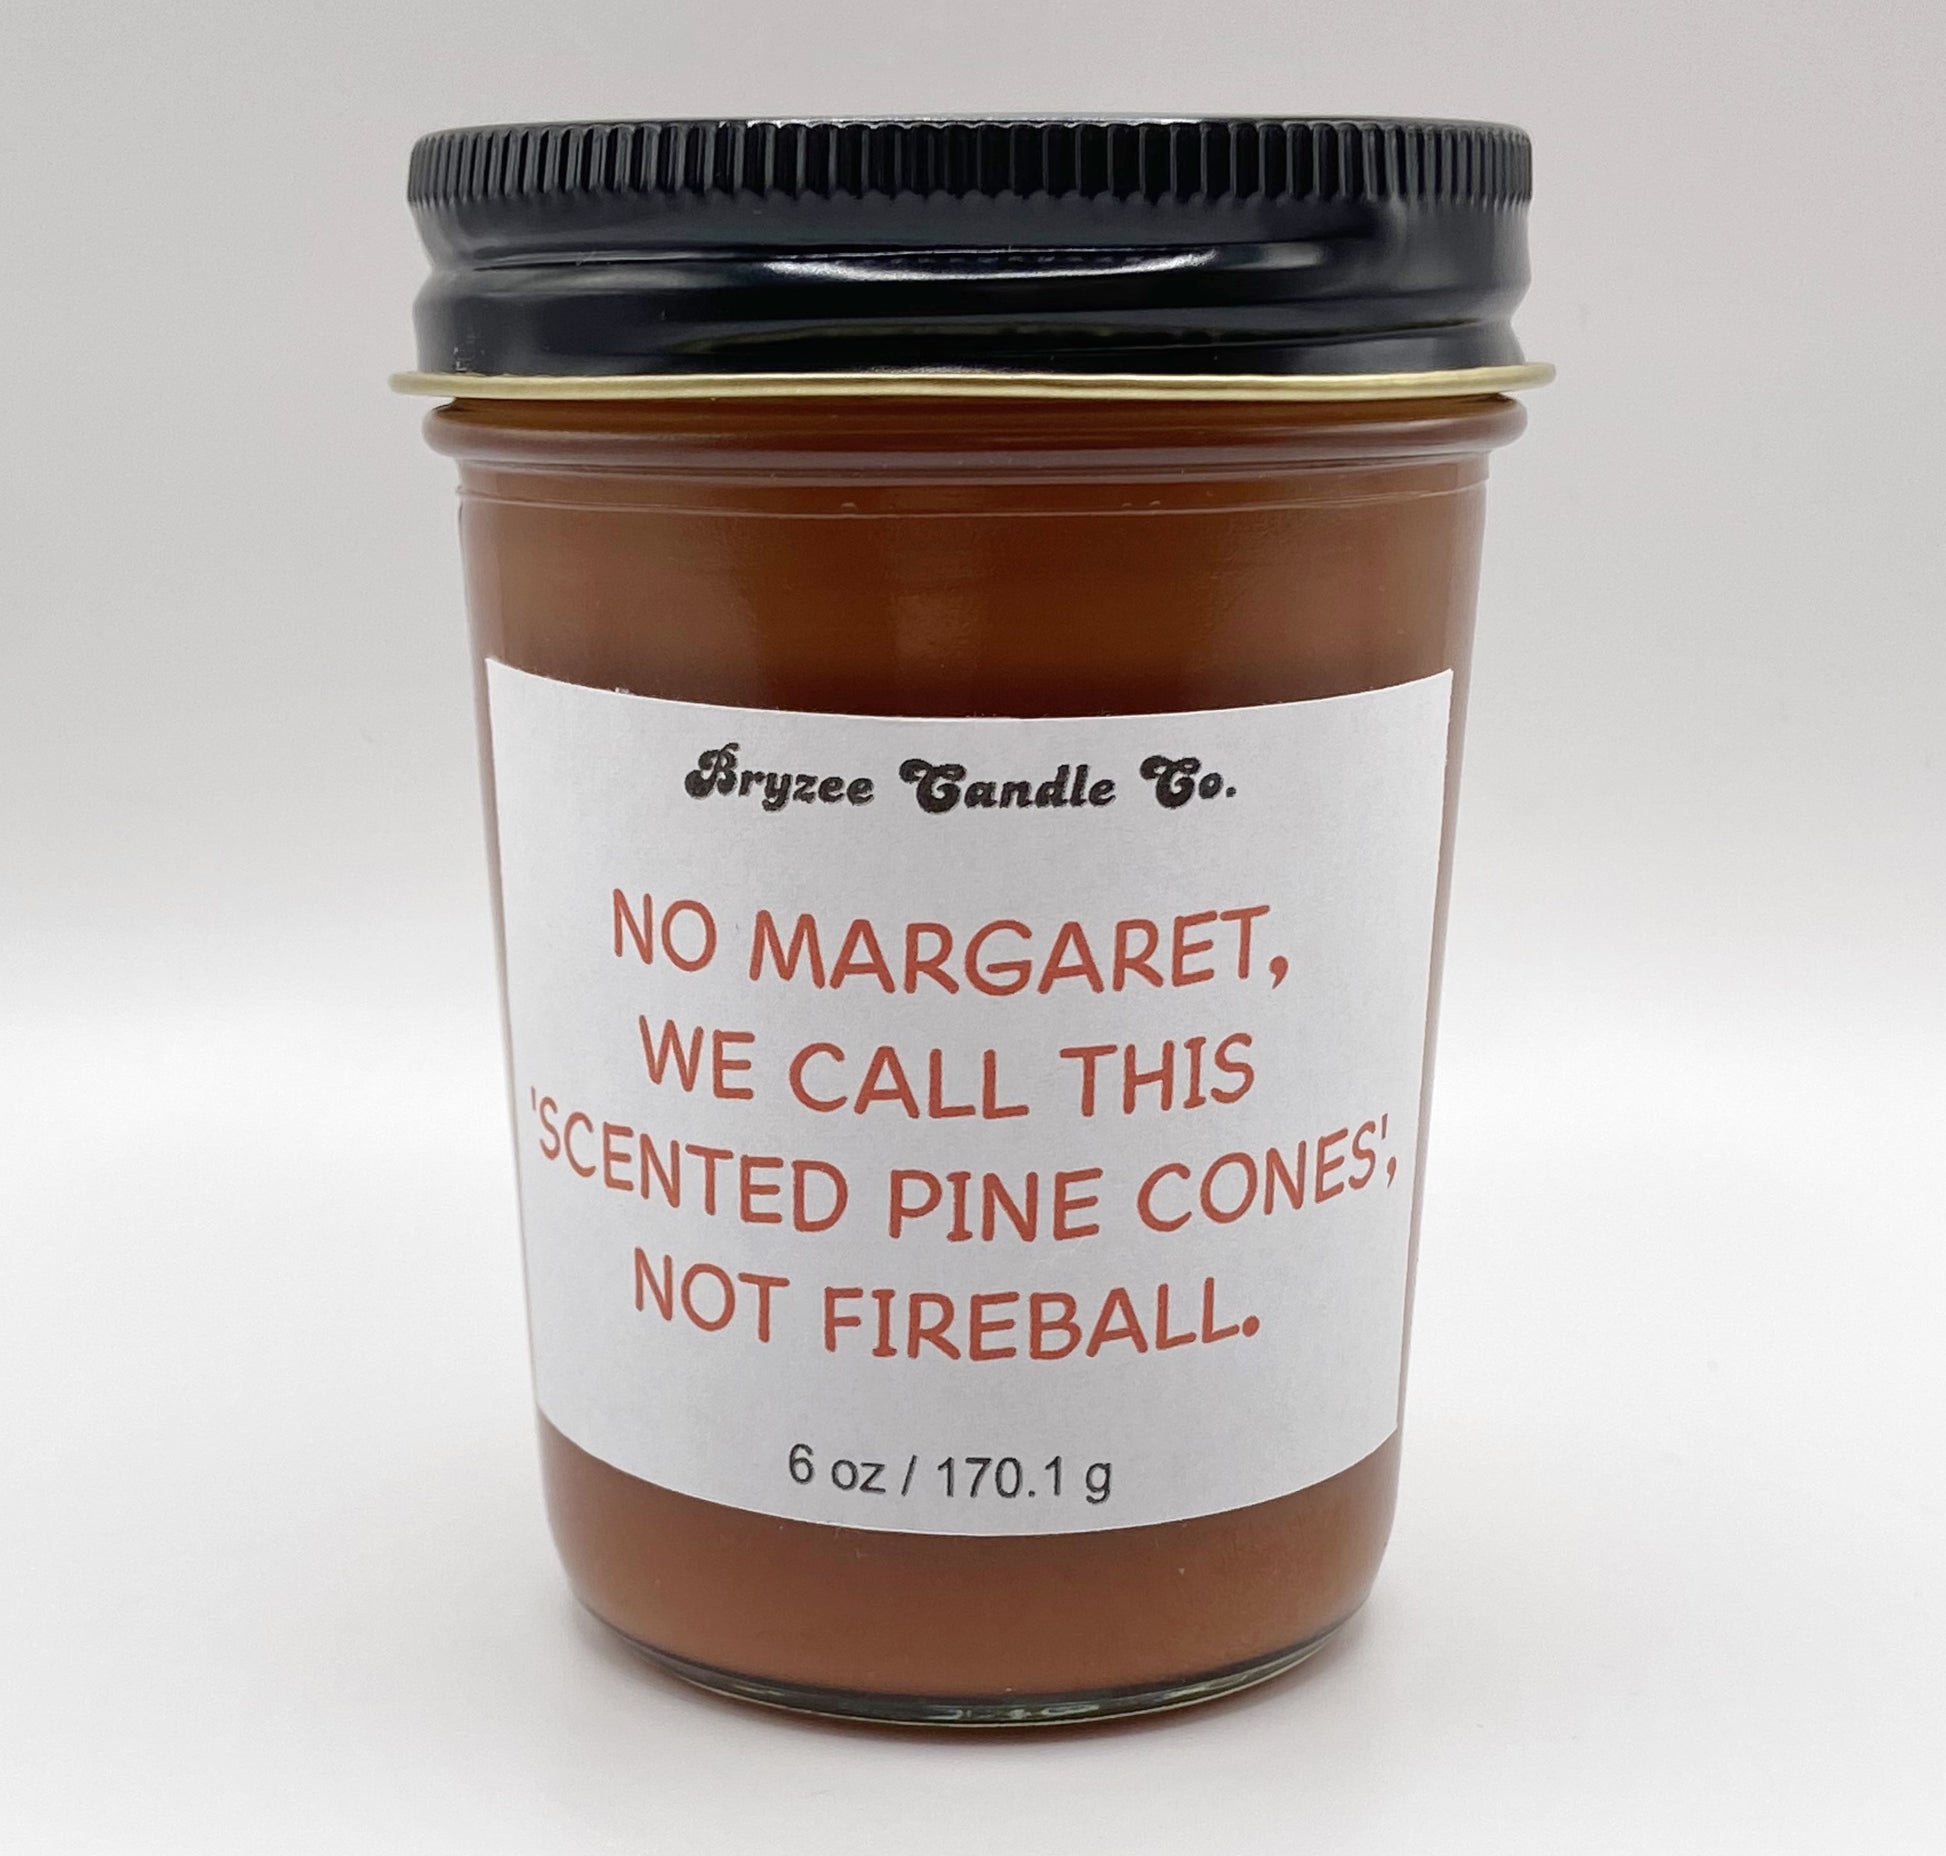 Bryzee Candle Co.
NO MARGARET,
WE CALL THIS
'SCENTED PINE CONES',
NOT FIREBALL.
6 oz / 170.1 g